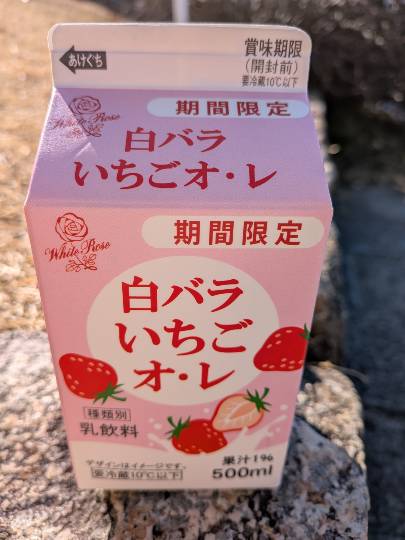 あけぐち
賞味期限
(開封前)
要冷蔵10℃以下
White Rose
期間限定
白バラ
いちごオ・レ
White Rose
期間限定
白バラ
いちご
オ・レ
種類別
乳飲料
果汁1%
デザインはイメージです。
要冷蔵10℃以下
500ml